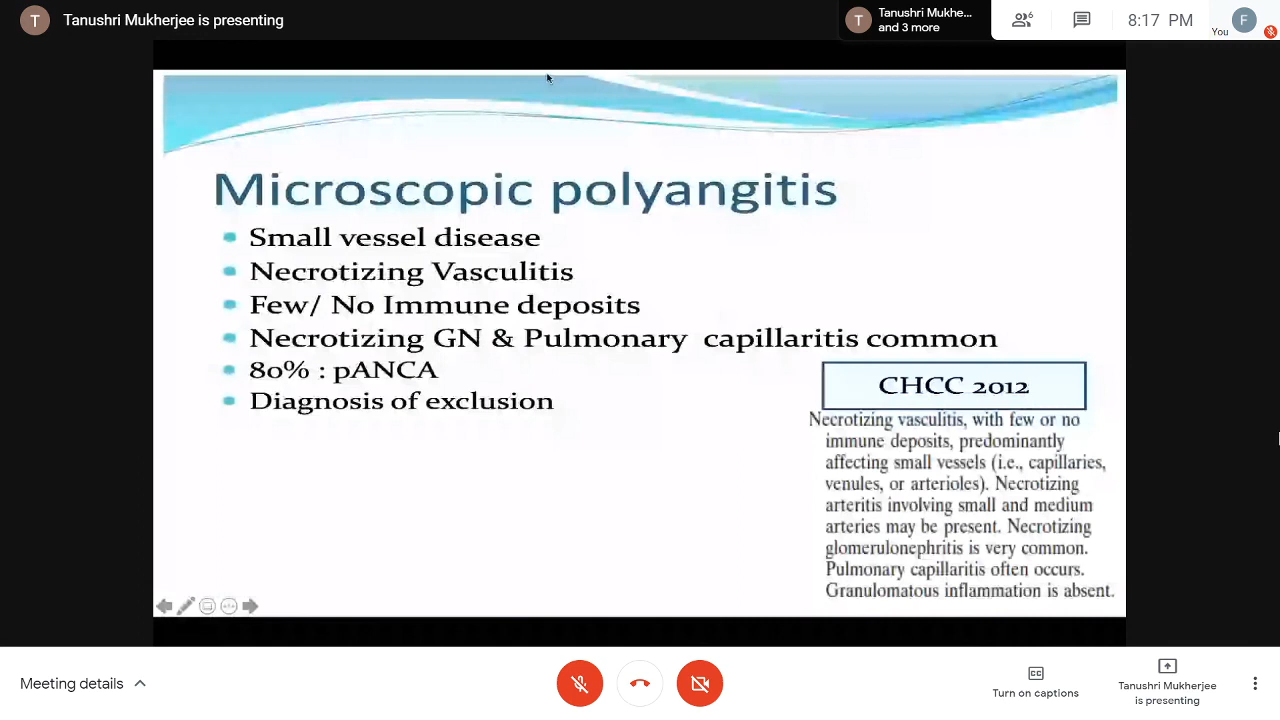 T Tanushri Mukherjee is presenting
T Tanushri Mukhe...
and 3 more
6
8:17 PM
You
F
Microscopic polyangitis
Small vessel disease
Necrotizing Vasculitis
Few/ No Immune deposits
Necrotizing GN & Pulmonary capillaritis common
80% : pANCA
Diagnosis of exclusion
CHCC 2012
Necrotizing vasculitis, with few or no
immune deposits, predominantly
affecting small vessels (i.e., capillaries,
venules, or arterioles). Necrotizing
arteritis involving small and medium
arteries may be present. Necrotizing
glomerulonephritis is very common.
Pulmonary capillaritis often occurs.
Granulomatous inflammation is absent.
Meeting details
CC
Turn on captions
Tanushri Mukherjee
is presenting